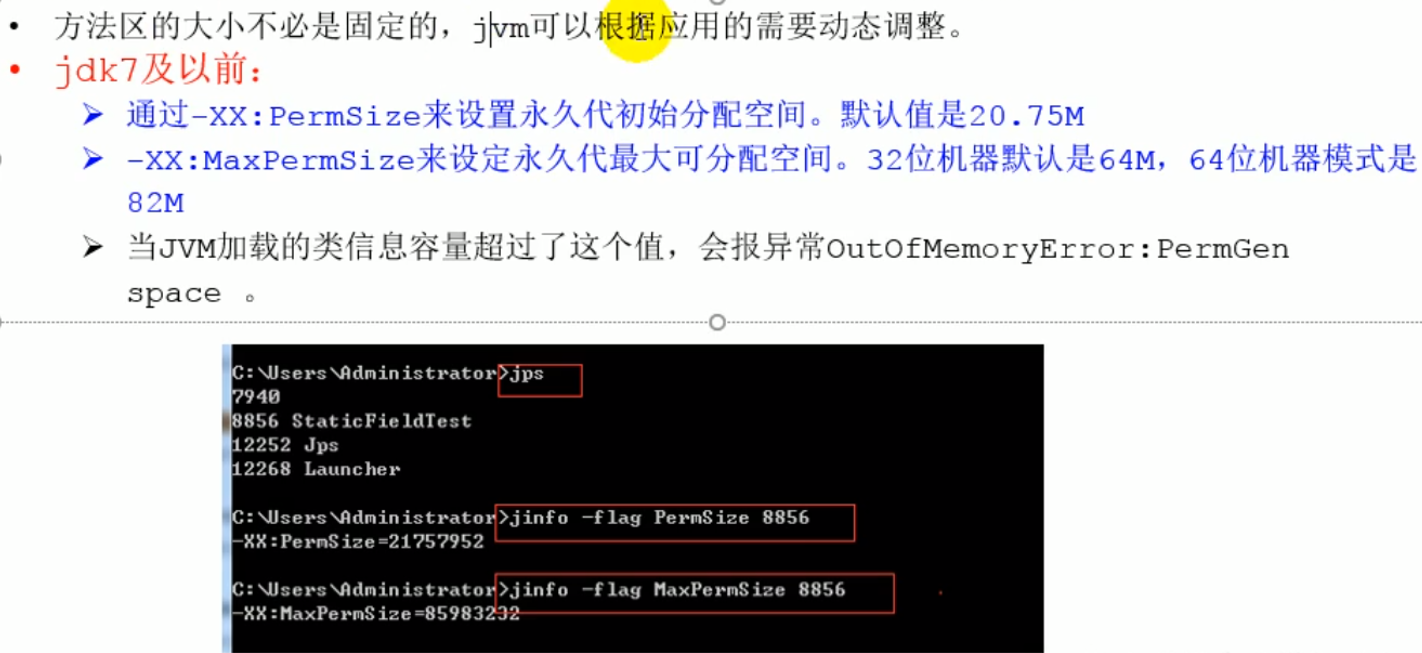 • 方法区的大小不必是固定的，jvm可以根据应用的需要动态调整。
• jdk7及以前：
➢ 通过-XX:PermSize来设置永久代初始分配空间。默认值是20.75M
➢ -XX:MaxPermSize来设定永久代最大可分配空间。32位机器默认是64M，64位机器模式是
82M
➢ 当JVM加载的类信息容量超过了这个值，会报异常OutOfMemoryError:PermGen
space 。
C:\Users\Administrator>jps
7940
8856 StaticFieldTest
12252 Jps
12268 Launcher
C:\Users\Administrator>jinfo -flag PermSize 8856
-XX:PermSize=21757952
C:\Users\Administrator>jinfo -flag MaxPermSize 8856
-XX:MaxPermSize=85983232